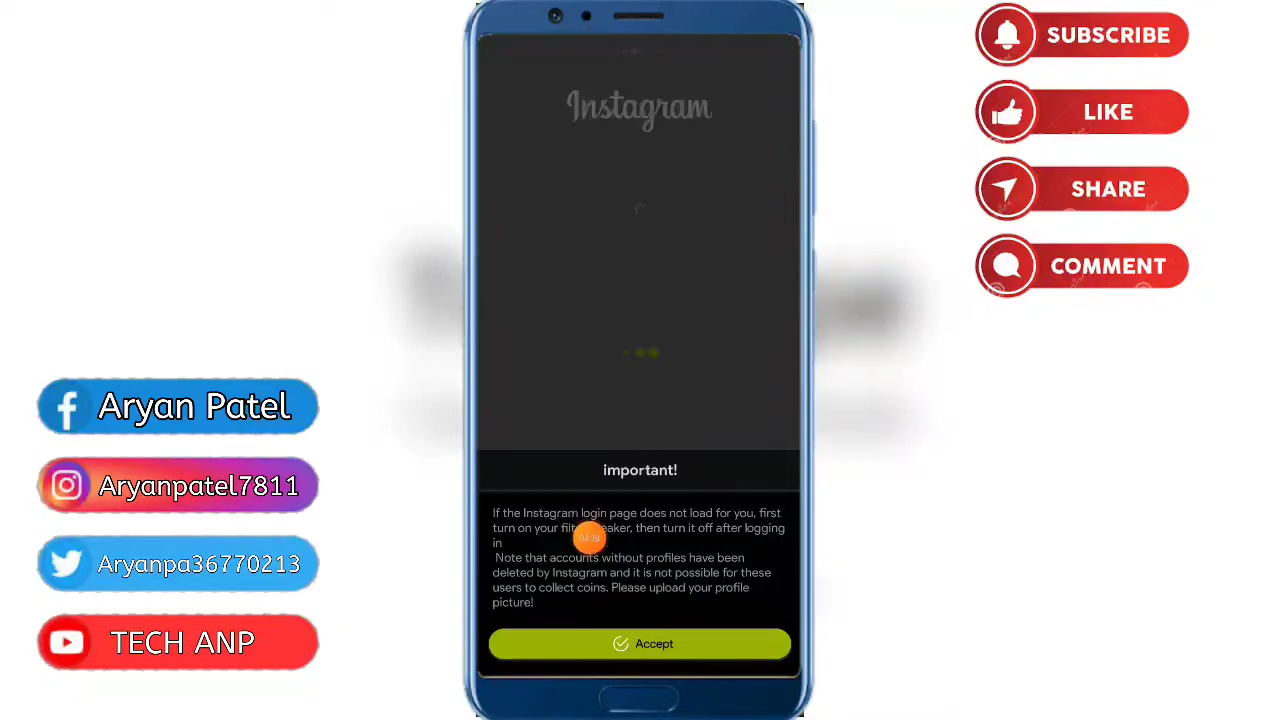 Instagram
important!
If the Instagram login page does not load for you, first
turn on your filt eaker, then turn it off after logging
in
Note that accounts without profiles have been
deleted by Instagram and it is not possible for these
users to collect coins. Please upload your profile
picture!
Accept
04:38
SUBSCRIBE
LIKE
SHARE
COMMENT
Aryan Patel
Aryanpatel7811
Aryanpa36770213
TECH ANP